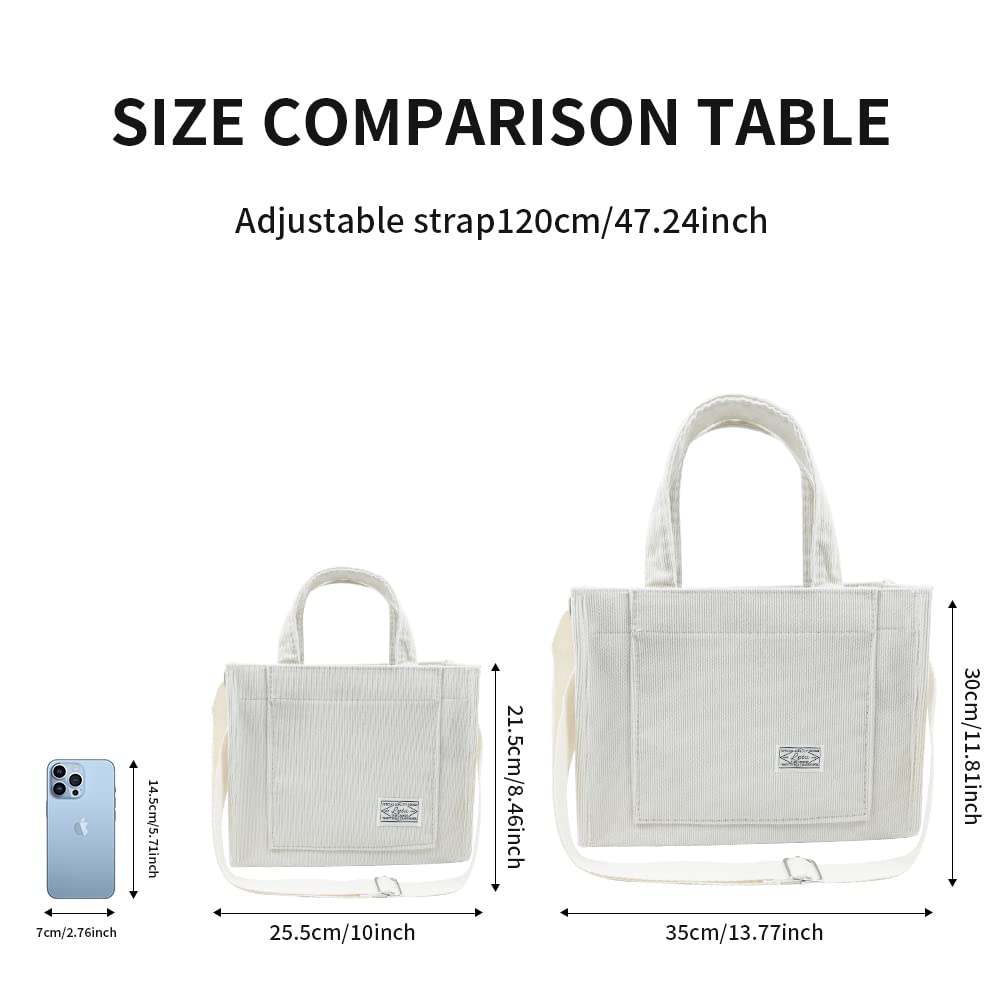 SIZE COMPARISON TABLE
Adjustable strap120cm/47.24inch
14.5cm/5.71inch
7cm/2.76inch
21.5cm/8.46inch
25.5cm/10inch
30cm/11.81inch
35cm/13.77inch